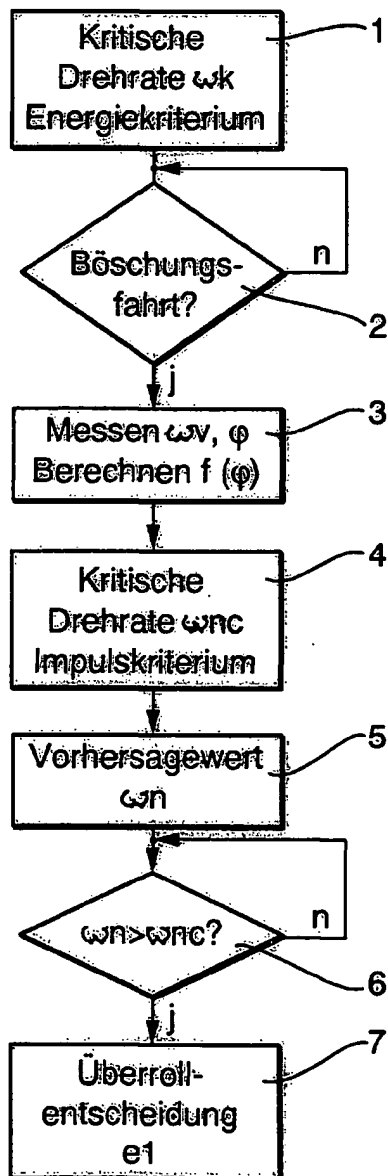 Kritische
Drehrate ωk
Energiekriterium
1
n
Böschungs-
fahrt?
2
j
Messen ωv, φ
Berechnen f (φ)
3
Kritische
Drehrate ωnc
Impulskriterium
4
Vorhersagewert
ωn
5
ωn>ωnc?
n
6
j
Überroll-
entscheidung
e1
7